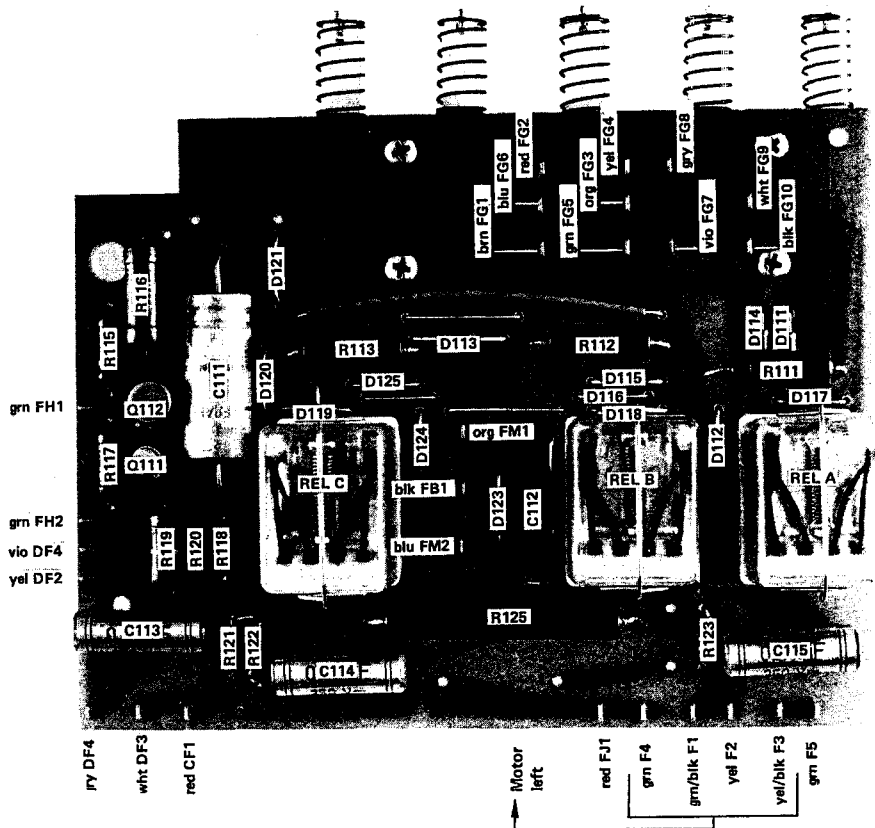 red FG2
yel FG4
gry FG8
blu FG6
org FG3
wht FG9
brn FG1
grn FG5
vio FG7
blk FG10
D121
R116
R115
C111
D120
R113
D113
R112
D114
D111
R111
D125
D115
D116
D117
grn FH1
Q112
D119
D118
D124
org FM1
D112
R117
Q111
REL C
blk FB1
D123
C112
REL B
REL A
grn FH2
vio DF4
yel DF2
R119
R120
R118
blu FM2
C113
R121
R122
R125
R123
C114
C115
ry DF4
wht DF3
red CF1
Motor
left
red FJ1
grn F4
grn/blk F1
yel F2
yel/blk F3
grn F5